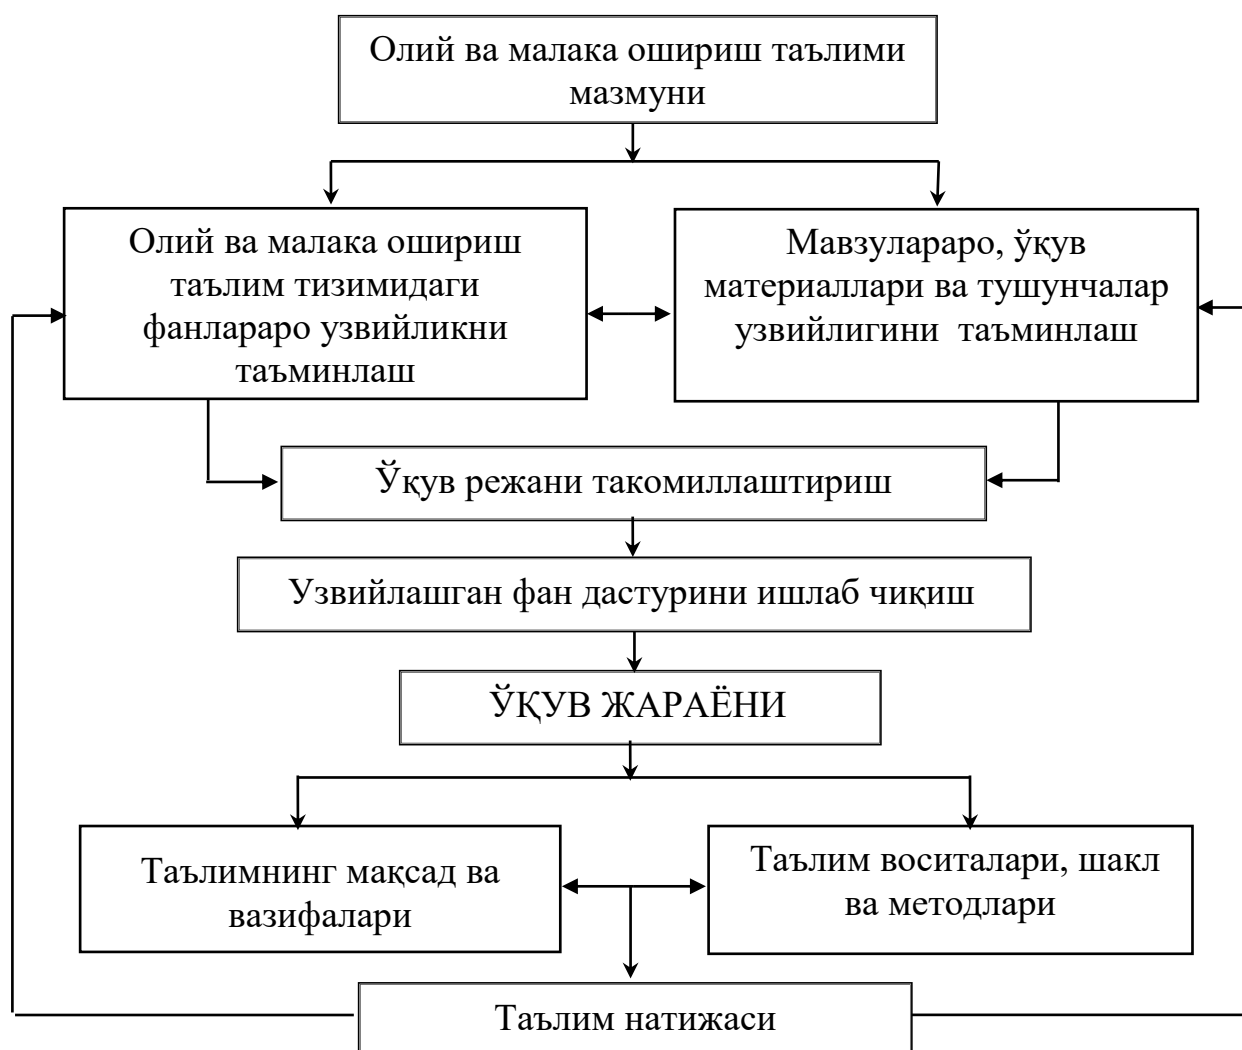 Олий ва малака ошириш таълими
мазмуни
Олий ва малака ошириш
таълим тизимидаги
фанлараро узвийликни
таъминлаш
Мавзулараро, ўқув
материаллари ва тушунчалар
узвийлигини таъминлаш
Ўқув режани такомиллаштириш
Узвийлашган фан дастурини ишлаб чиқиш
ЎҚУВ ЖАРАЁНИ
Таълимнинг мақсад ва
вазифалари
Таълим воситалари, шакл
ва методлари
Таълим натижаси